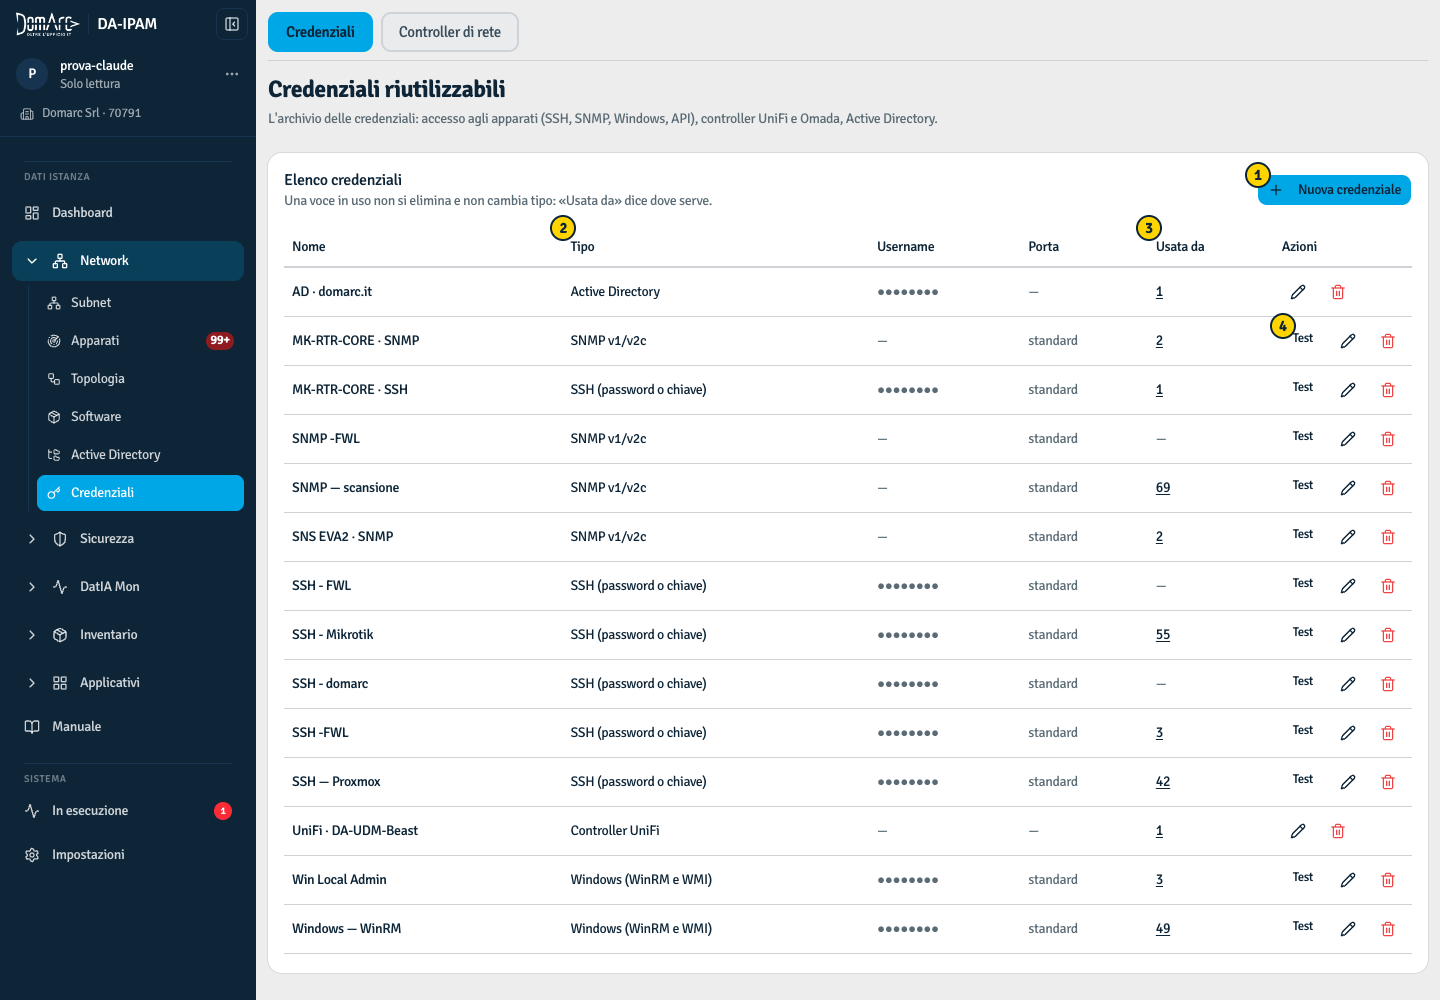 DomArc
OLTRE L'UFFICIO IT
DA-IPAM
P
prova-claude
Solo lettura
Domarc Srl · 70791
DATI ISTANZA
Dashboard
Network
Subnet
Apparati 99+
Topologia
Software
Active Directory
Credenziali
Sicurezza
DatIA Mon
Inventario
Applicativi
Manuale
SISTEMA
In esecuzione 1
Impostazioni
Credenziali Controller di rete
Credenziali riutilizzabili
L'archivio delle credenziali: accesso agli apparati (SSH, SNMP, Windows, API), controller UniFi e Omada, Active Directory.
Elenco credenziali
Una voce in uso non si elimina e non cambia tipo: «Usata da» dice dove serve.
1 + Nuova credenziale
2 3
Nome Tipo Username Porta Usata da Azioni
AD · domarc.it Active Directory ●●●●●●●● — 1
4
MK-RTR-CORE · SNMP SNMP v1/v2c — standard 2 Test
MK-RTR-CORE · SSH SSH (password o chiave) ●●●●●●●● standard 1 Test
SNMP -FWL SNMP v1/v2c — standard — Test
SNMP — scansione SNMP v1/v2c — standard 69 Test
SNS EVA2 · SNMP SNMP v1/v2c — standard 2 Test
SSH - FWL SSH (password o chiave) ●●●●●●●● standard — Test
SSH - Mikrotik SSH (password o chiave) ●●●●●●●● standard 55 Test
SSH - domarc SSH (password o chiave) ●●●●●●●● standard — Test
SSH -FWL SSH (password o chiave) ●●●●●●●● standard 3 Test
SSH — Proxmox SSH (password o chiave) ●●●●●●●● standard 42 Test
UniFi · DA-UDM-Beast Controller UniFi — — 1
Win Local Admin Windows (WinRM e WMI) ●●●●●●●● standard 3 Test
Windows — WinRM Windows (WinRM e WMI) ●●●●●●●● standard 49 Test